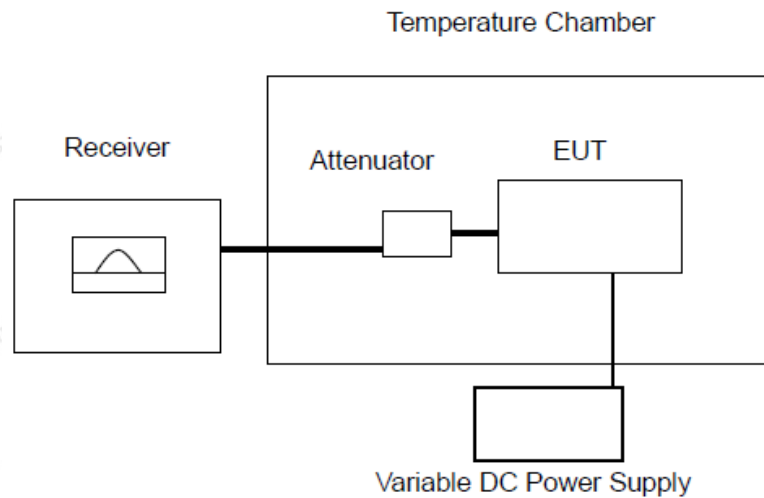 Temperature Chamber
Receiver
Attenuator
EUT
Variable DC Power Supply